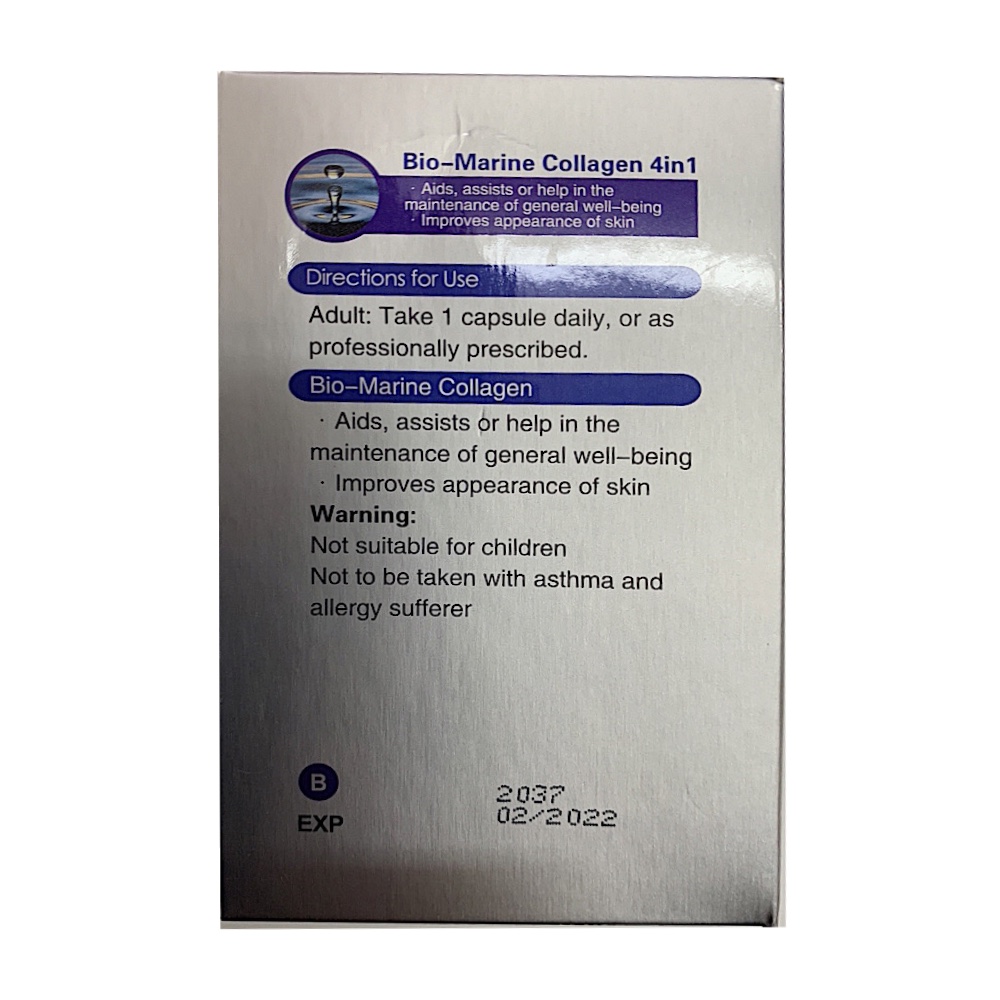 Bio–Marine Collagen 4in1
· Aids, assists or help in the
maintenance of general well–being
· Improves appearance of skin
Directions for Use
Adult: Take 1 capsule daily, or as
professionally prescribed.
Bio–Marine Collagen
· Aids, assists or help in the
maintenance of general well–being
· Improves appearance of skin
Warning:
Not suitable for children
Not to be taken with asthma and
allergy sufferer
B 2037
EXP 02/2022